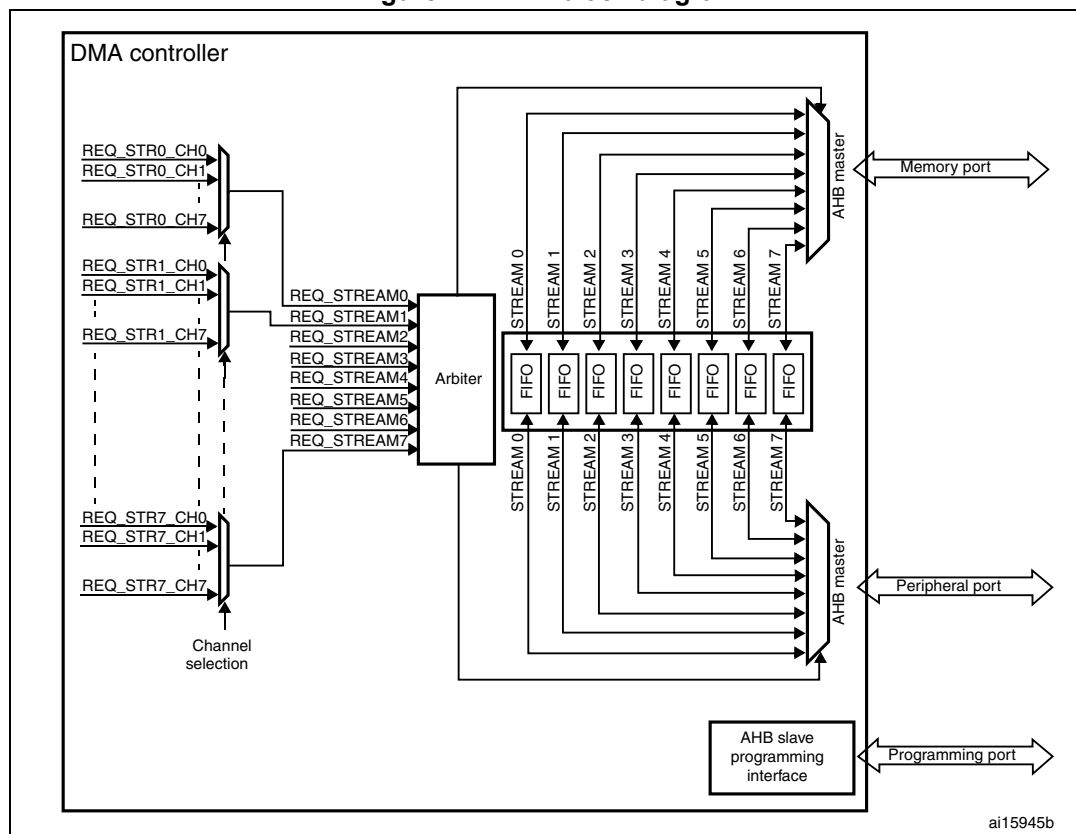 DMA controller
REQ_STR0_CH0
REQ_STR0_CH1
REQ_STR0_CH7
REQ_STR1_CH0
REQ_STR1_CH1
REQ_STR1_CH7
REQ_STR7_CH0
REQ_STR7_CH1
REQ_STR7_CH7
Channel
selection
REQ_STREAM0
REQ_STREAM1
REQ_STREAM2
REQ_STREAM3
REQ_STREAM4
REQ_STREAM5
REQ_STREAM6
REQ_STREAM7
Arbiter
STREAM 0
STREAM 1
STREAM 2
STREAM 3
STREAM 4
STREAM 5
STREAM 6
STREAM 7
FIFO
FIFO
FIFO
FIFO
FIFO
FIFO
FIFO
FIFO
STREAM 0
STREAM 1
STREAM 2
STREAM 3
STREAM 4
STREAM 5
STREAM 6
STREAM 7
AHB master
Memory port
AHB master
Peripheral port
AHB slave
programming
interface
Programming port
ai15945b